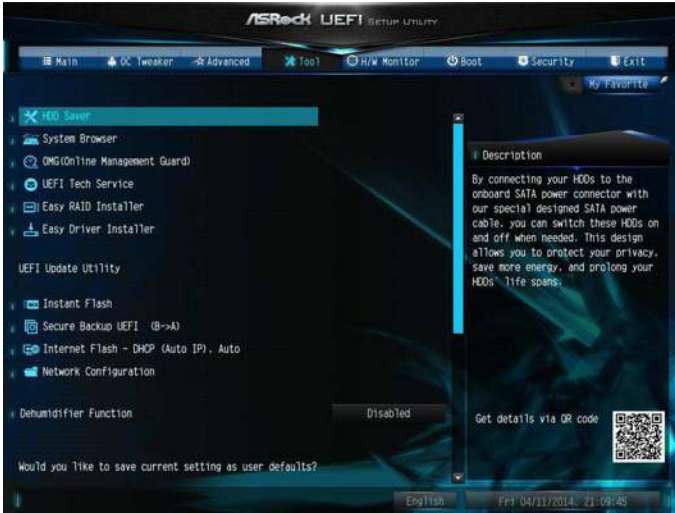 ASRock UEFI SETUP UTILITY
Main OC Tweaker Advanced Tool H/W Monitor Boot Security Exit
My Favorite
HDD Saver
System Browser
OMG(Online Management Guard)
UEFI Tech Service
Easy RAID Installer
Easy Driver Installer
UEFI Update Utility
Instant Flash
Secure Backup UEFI (B->A)
Internet Flash - DHCP (Auto IP), Auto
Network Configuration
Dehumidifier Function Disabled
Would you like to save current setting as user defaults?
Description
By connecting your HDDs to the
onboard SATA power connector with
our special designed SATA power
cable, you can switch these HDDs on
and off when needed. This design
allows you to protect your privacy,
save more energy, and prolong your
HDDs' life spans.
Get details via QR code
English Fri 04/11/2014, 21:09:45